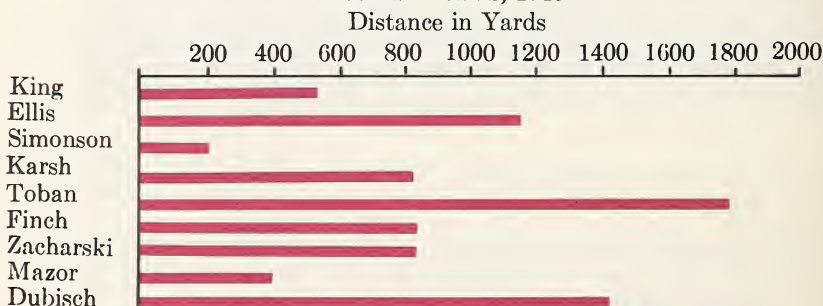 Distance in Yards
200 400 600 800 1000 1200 1400 1600 1800 2000
King
Ellis
Simonson
Karsh
Toban
Finch
Zacharski
Mazor
Dubisch